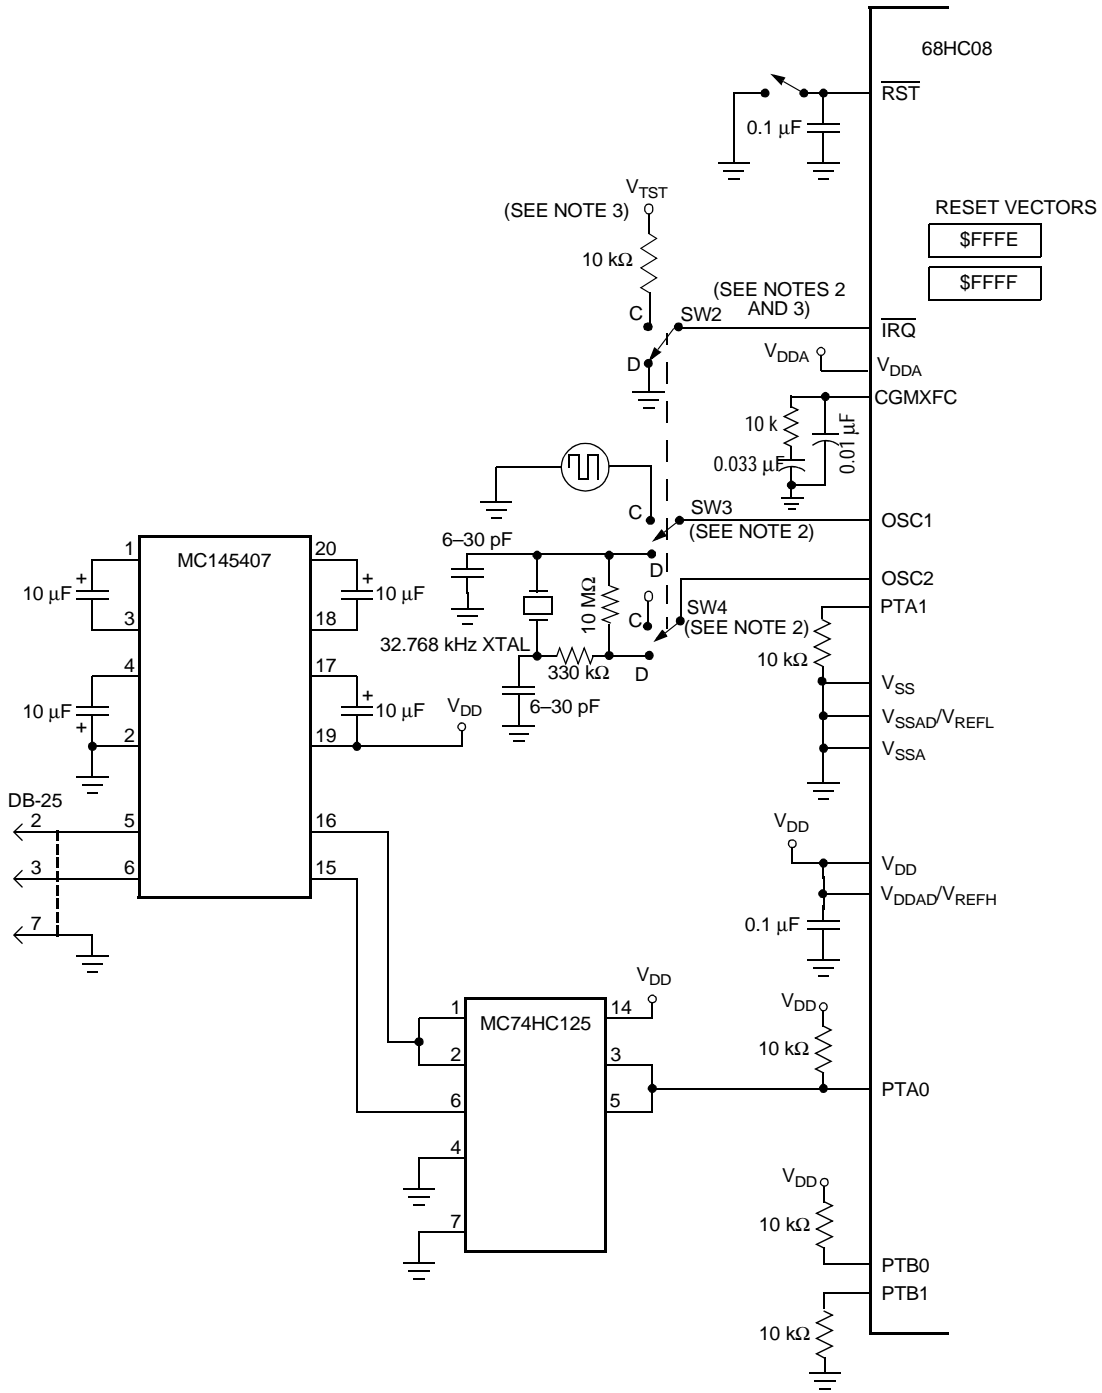 68HC08
RST
0.1 µF
VTST
(SEE NOTE 3)
10 kΩ
RESET VECTORS
$FFFE
$FFFF
(SEE NOTES 2
AND 3)
C
SW2
IRQ
D
VDDA
VDDA
CGMXFC
10 k
0.01 µF
0.033 µF
C
SW3
(SEE NOTE 2)
OSC1
6–30 pF
D
OSC2
10 MΩ
C
SW4
(SEE NOTE 2)
PTA1
32.768 kHz XTAL
330 kΩ
D
10 kΩ
6–30 pF
VSS
VSSAD/VREFL
VSSA
MC145407
1
20
10 µF
+
+
10 µF
3
18
4
17
10 µF
+
+
10 µF
VDD
2
19
DB-25
2
5
16
3
6
15
7
VDD
VDD
VDDAD/VREFH
0.1 µF
MC74HC125
1
14
VDD
2
3
6
5
4
7
VDD
10 kΩ
PTA0
VDD
10 kΩ
PTB0
PTB1
10 kΩ